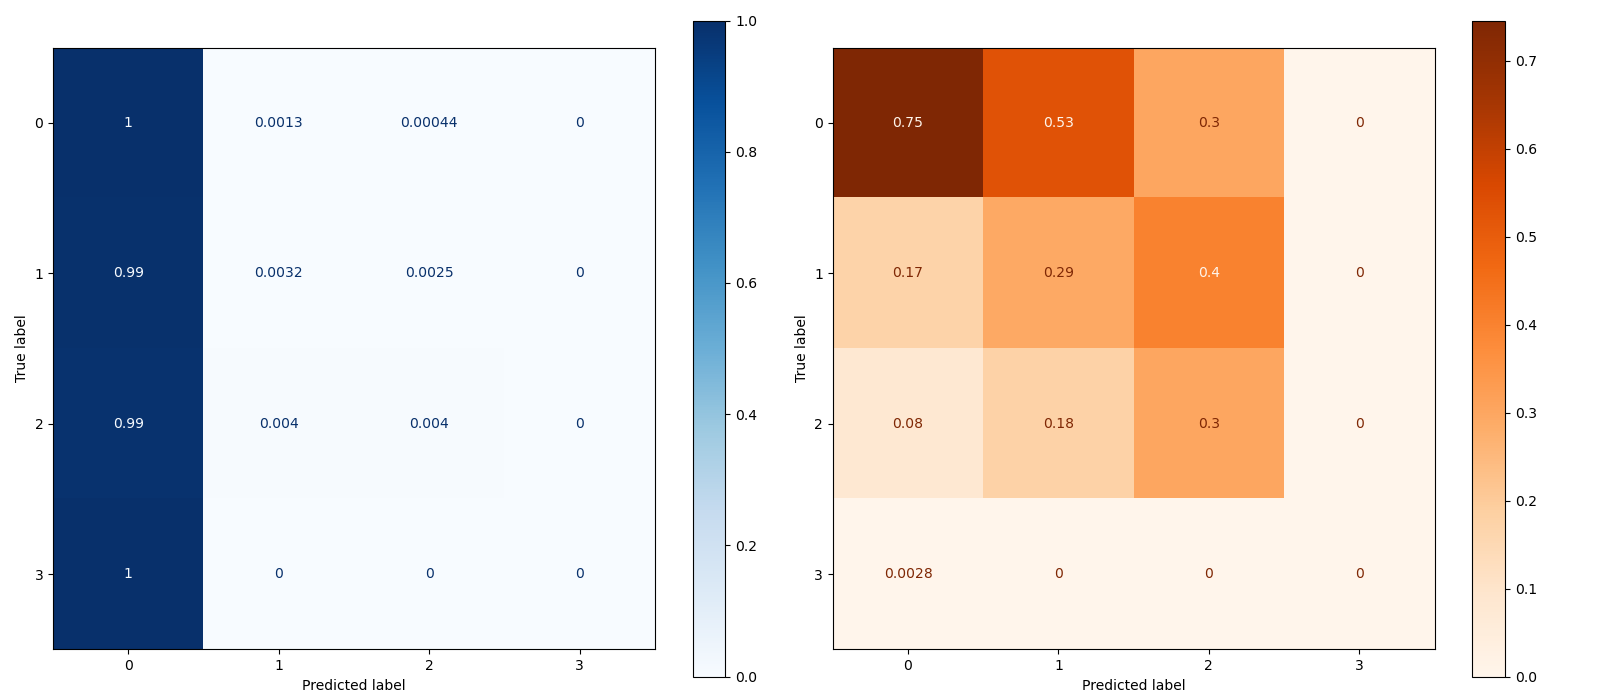 1.0
0 1 0.0013 0.00044 0
0.8
1 0.99 0.0032 0.0025 0
0.6
True label
0.4
2 0.99 0.004 0.004 0
0.2
3 1 0 0 0
0.0
0 1 2 3
Predicted label
0.7
0 0.75 0.53 0.3 0
0.6
0.5
1 0.17 0.29 0.4 0
0.4
True label
0.3
2 0.08 0.18 0.3 0
0.2
3 0.0028 0 0 0
0.1
0.0
0 1 2 3
Predicted label